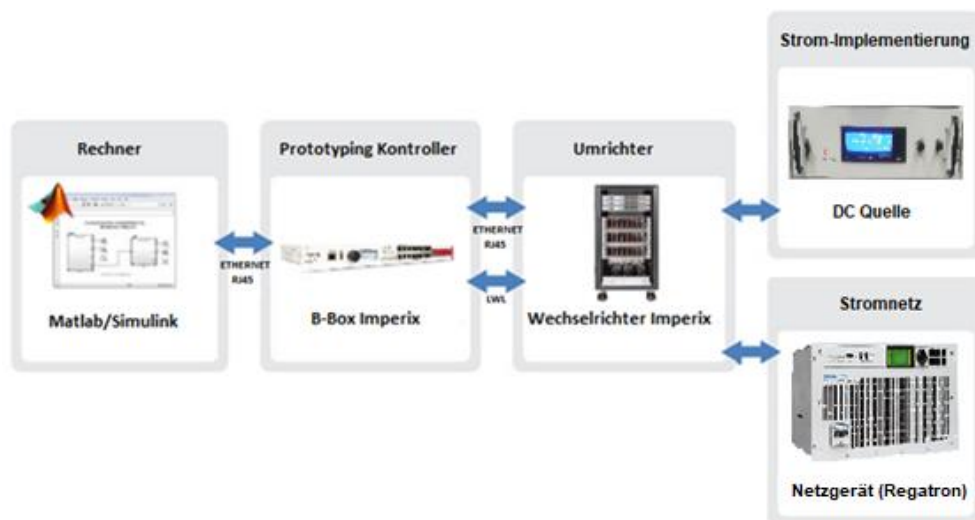 Rechner
Matlab/Simulink
ETHERNET
RJ45
Prototyping Kontroller
B-Box Imperix
ETHERNET
RJ45
LWL
Umrichter
Wechselrichter Imperix
Strom-Implementierung
DC Quelle
Stromnetz
Netzgerät (Regatron)